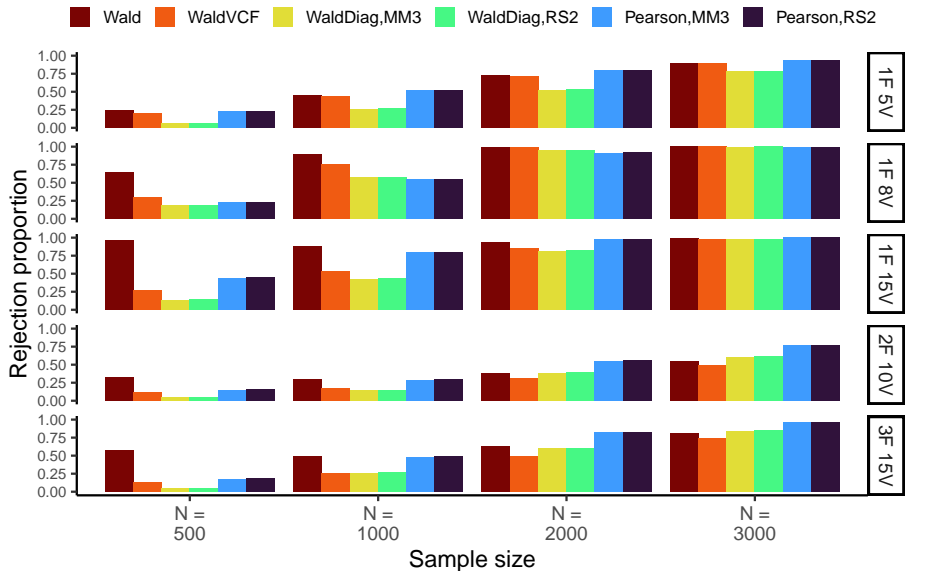 Wald WaldVCF WaldDiag,MM3 WaldDiag,RS2 Pearson,MM3 Pearson,RS2
Rejection proportion
1.00
0.75
0.50
0.25
0.00
1F 5V
1.00
0.75
0.50
0.25
0.00
1F 8V
1.00
0.75
0.50
0.25
0.00
1F 15V
1.00
0.75
0.50
0.25
0.00
2F 10V
1.00
0.75
0.50
0.25
0.00
3F 15V
N = N = N = N =
500 1000 2000 3000
Sample size